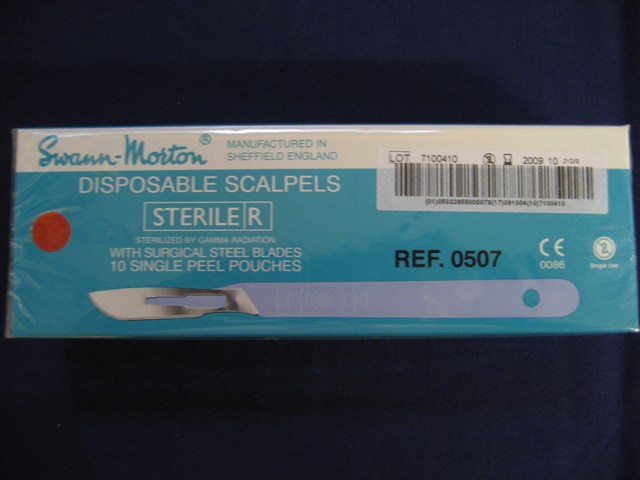 Swann-Morton®
MANUFACTURED IN
SHEFFIELD ENGLAND
DISPOSABLE SCALPELS
STERILE R
STERILIZED BY GAMMA RADIATION
WITH SURGICAL STEEL BLADES
10 SINGLE PEEL POUCHES
LOT 7100410 2 2009 10
REF. 0507
CE
0086
2
Single Use